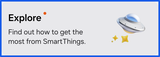 Explore
Find out how to get the
most from SmartThings.